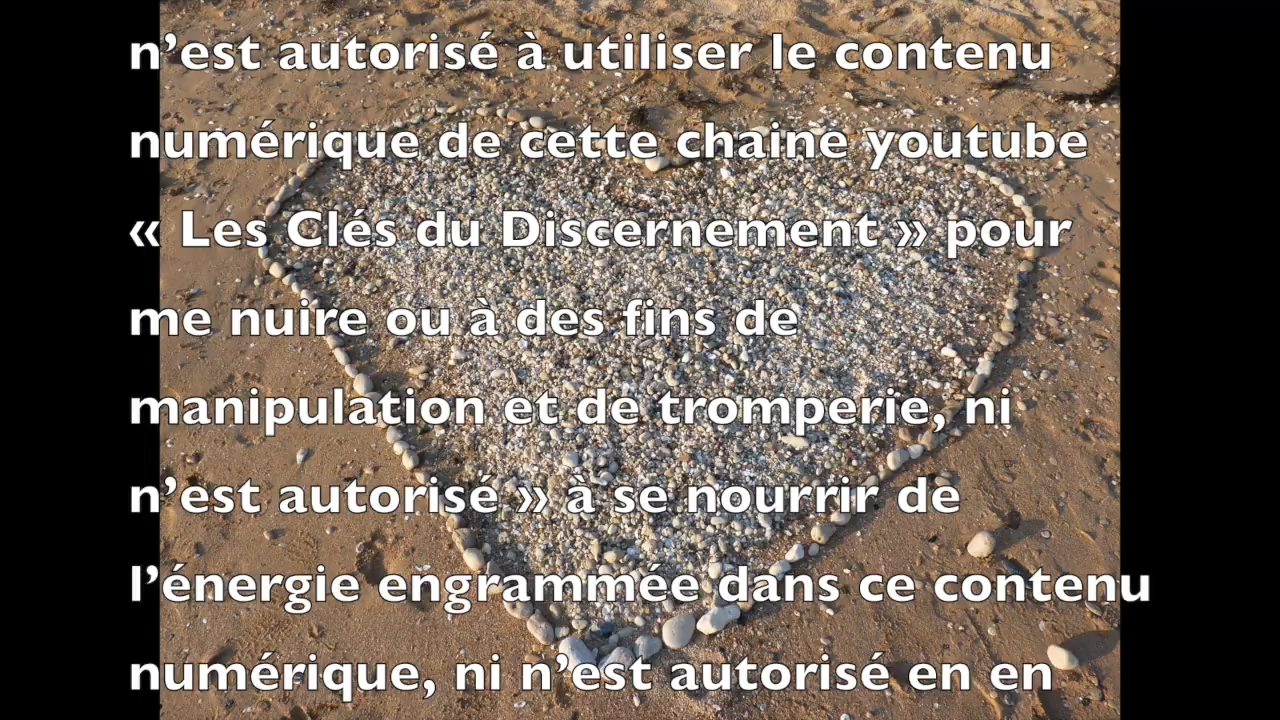 n’est autorisé à utiliser le contenu
numérique de cette chaine youtube
« Les Clés du Discernement » pour
me nuire ou à des fins de
manipulation et de tromperie, ni
n’est autorisé » à se nourrir de
l’énergie engrammée dans ce contenu
numérique, ni n’est autorisé en en